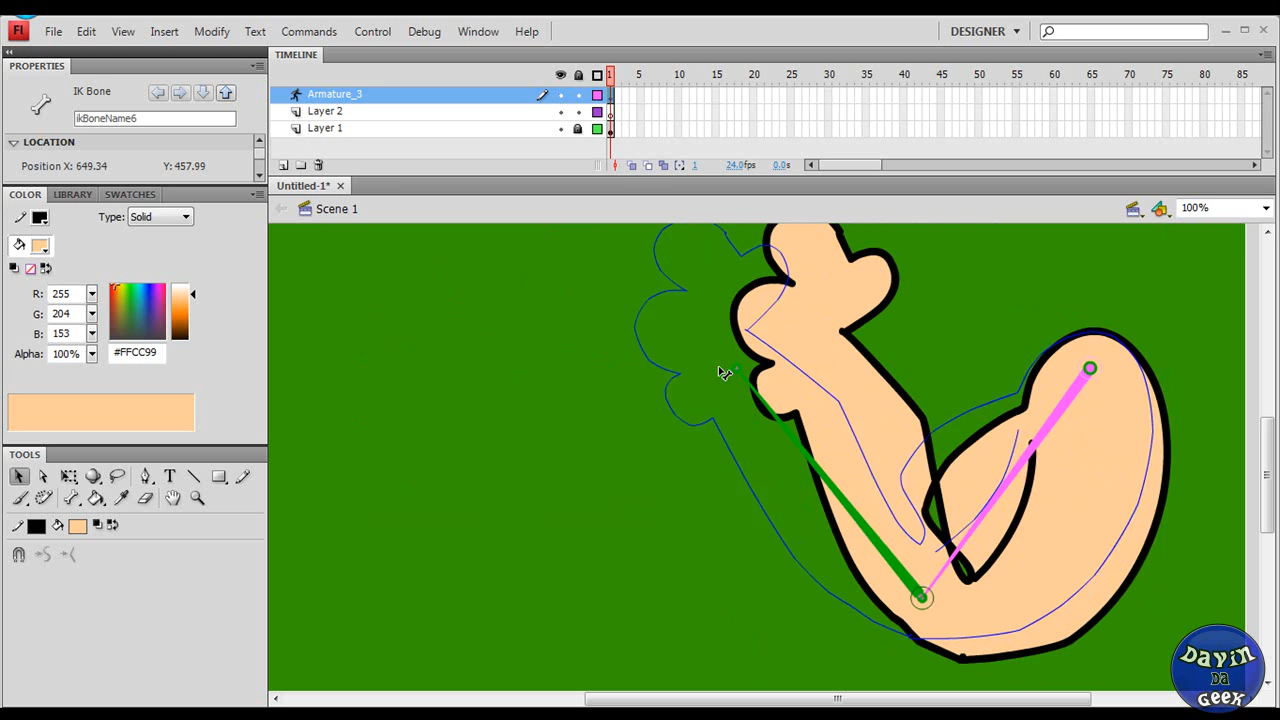 Fl File Edit View Insert Modify Text Commands Control Debug Window Help DESIGNER
PROPERTIES
IK Bone
ikBoneName6
LOCATION
Position X: 649.34 Y: 457.99
COLOR LIBRARY SWATCHES
Type: Solid
R: 255
G: 204
B: 153
Alpha: 100% #FFCC99
TOOLS
TIMELINE
1 5 10 15 20 25 30 35 40 45 50 55 60 65 70 75 80 85
Armature_3
Layer 2
Layer 1
1 24.0fps 0.0s
Untitled-1*
Scene 1 100%
Dayin
Da
Geek